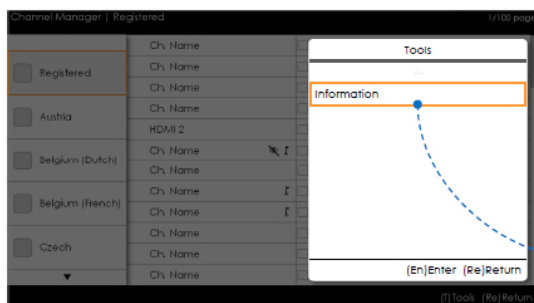 Channel Manager | Registered
1/100 page
Registered
Austria
Belgium (Dutch)
Belgium (French)
Czech
Ch. Name
Ch. Name
Ch. Name
Ch. Name
HDMI 2
Ch. Name
Ch. Name
Ch. Name
Ch. Name
Ch. Name
Ch. Name
Ch. Name
Tools
Information
(En)Enter (Re)Return
(T)Tools (Re)Return